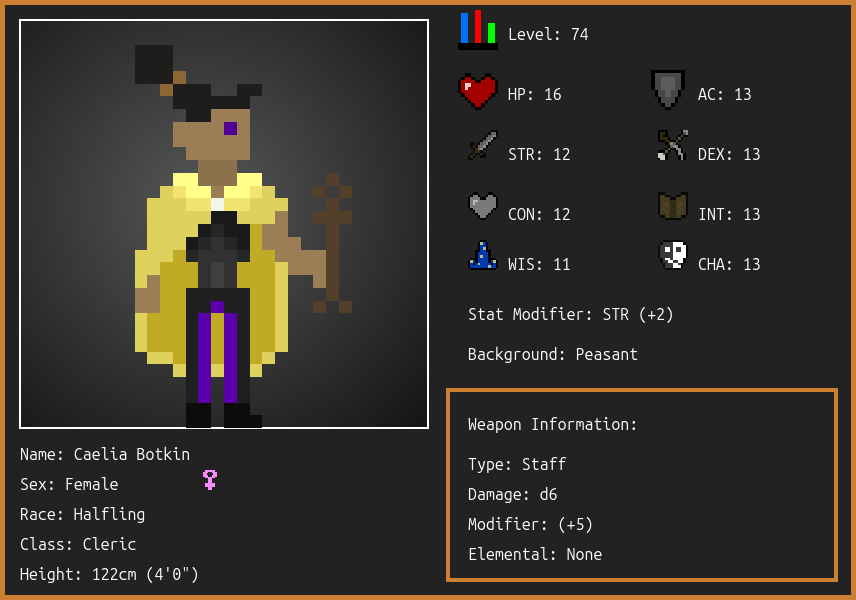 Level: 74
HP: 16
AC: 13
STR: 12
DEX: 13
CON: 12
INT: 13
WIS: 11
CHA: 13
Stat Modifier: STR (+2)
Background: Peasant
Weapon Information:
Type: Staff
Damage: d6
Modifier: (+5)
Elemental: None
Name: Caelia Botkin
Sex: Female
Race: Halfling
Class: Cleric
Height: 122cm (4'0")